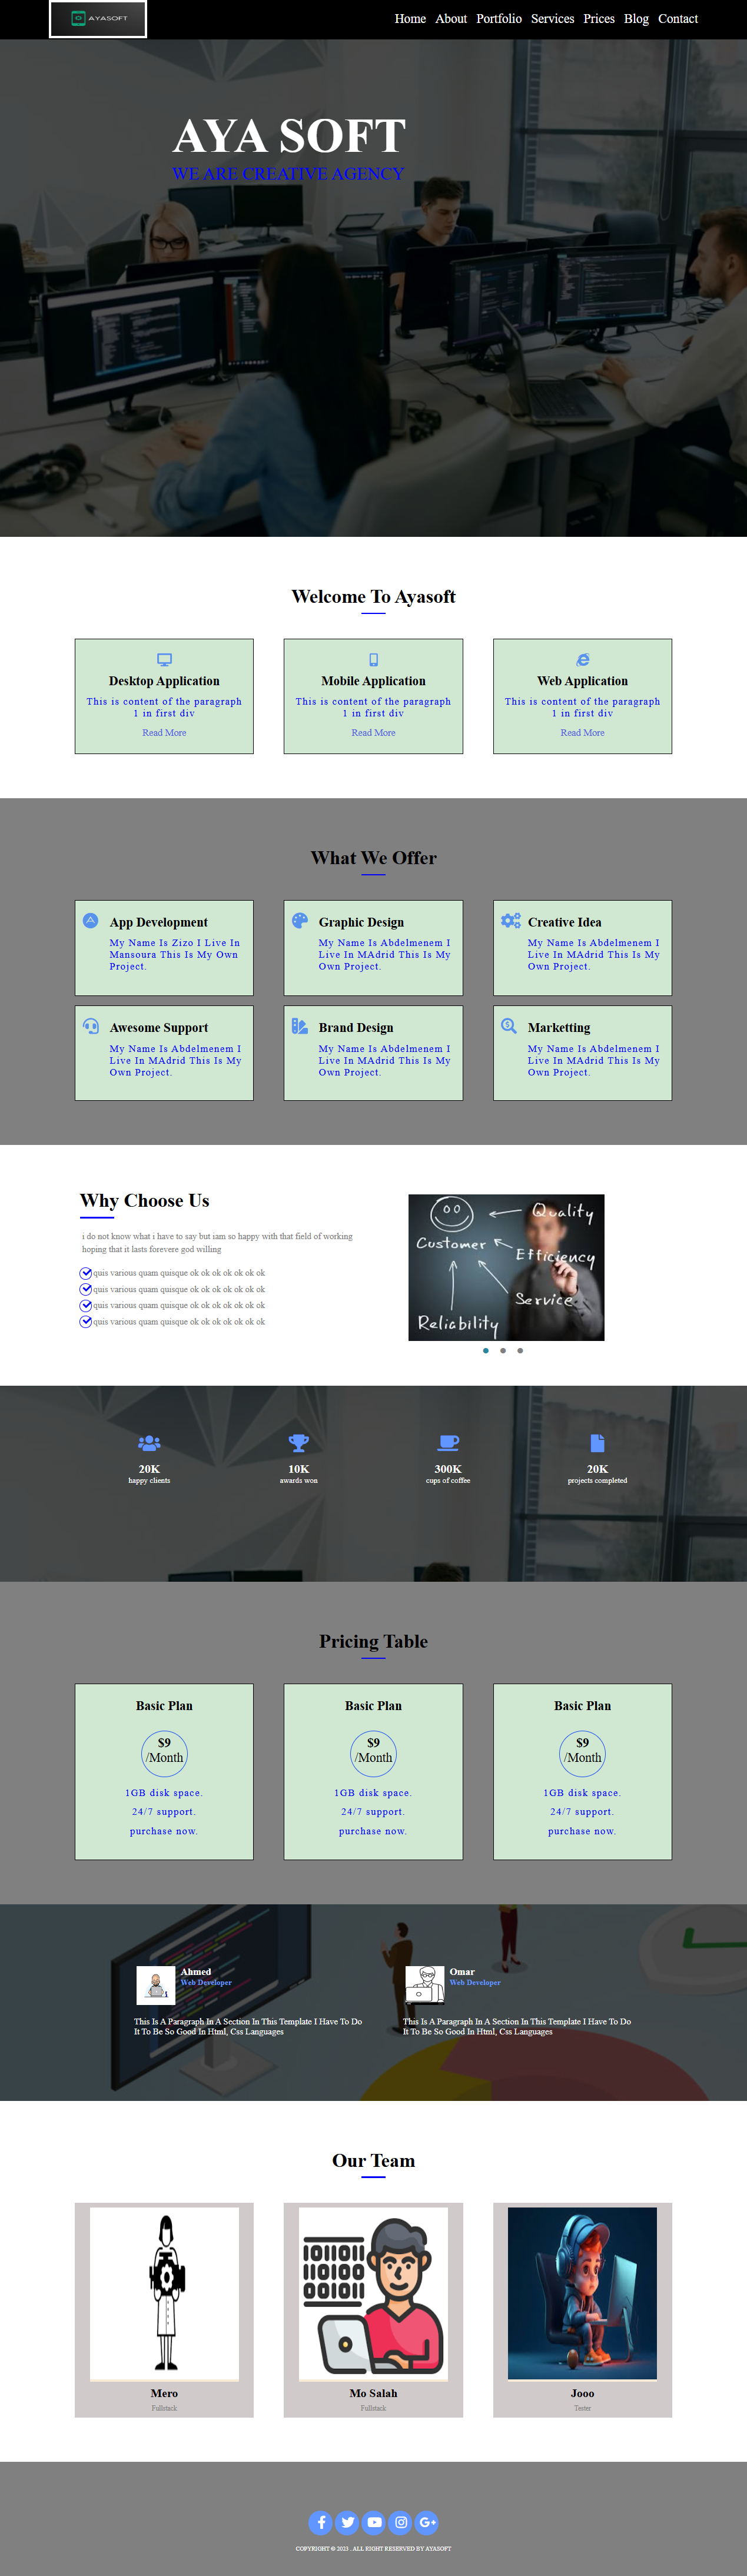 AYASOFT
Home About Portfolio Services Prices Blog Contact
AYA SOFT
WE ARE CREATIVE AGENCY
Welcome To Ayasoft
Desktop Application
This is content of the paragraph
1 in first div
Read More
Mobile Application
This is content of the paragraph
1 in first div
Read More
Web Application
This is content of the paragraph
1 in first div
Read More
What We Offer
App Development
My Name Is Zizo I Live In
Mansoura This Is My Own
Project.
Graphic Design
My Name Is Abdelmenem I
Live In MAdrid This Is My
Own Project.
Creative Idea
My Name Is Abdelmenem I
Live In MAdrid This Is My
Own Project.
Awesome Support
My Name Is Abdelmenem I
Live In MAdrid This Is My
Own Project.
Brand Design
My Name Is Abdelmenem I
Live In MAdrid This Is My
Own Project.
Marketting
My Name Is Abdelmenem I
Live In MAdrid This Is My
Own Project.
Why Choose Us
i do not know what i have to say but iam so happy with that field of working
hoping that it lasts forevere god willing
quis various quam quisque ok ok ok ok ok ok ok
quis various quam quisque ok ok ok ok ok ok ok
quis various quam quisque ok ok ok ok ok ok ok
quis various quam quisque ok ok ok ok ok ok ok
Quality
Customer
Efficiency
Service
Reliability
20K
happy clients
10K
awards won
300K
cups of coffee
20K
projects completed
Pricing Table
Basic Plan
$9
/Month
1GB disk space.
24/7 support.
purchase now.
Basic Plan
$9
/Month
1GB disk space.
24/7 support.
purchase now.
Basic Plan
$9
/Month
1GB disk space.
24/7 support.
purchase now.
Ahmed
Web Developer
This Is A Paragraph In A Section In This Template I Have To Do
It To Be So Good In Html, Css Languages
Omar
Web Developer
This Is A Paragraph In A Section In This Template I Have To Do
It To Be So Good In Html, Css Languages
Our Team
Mero
Fullstack
Mo Salah
Fullstack
Jooo
Tester
COPYRIGHT © 2023 . ALL RIGHT RESERVED BY AYASOFT